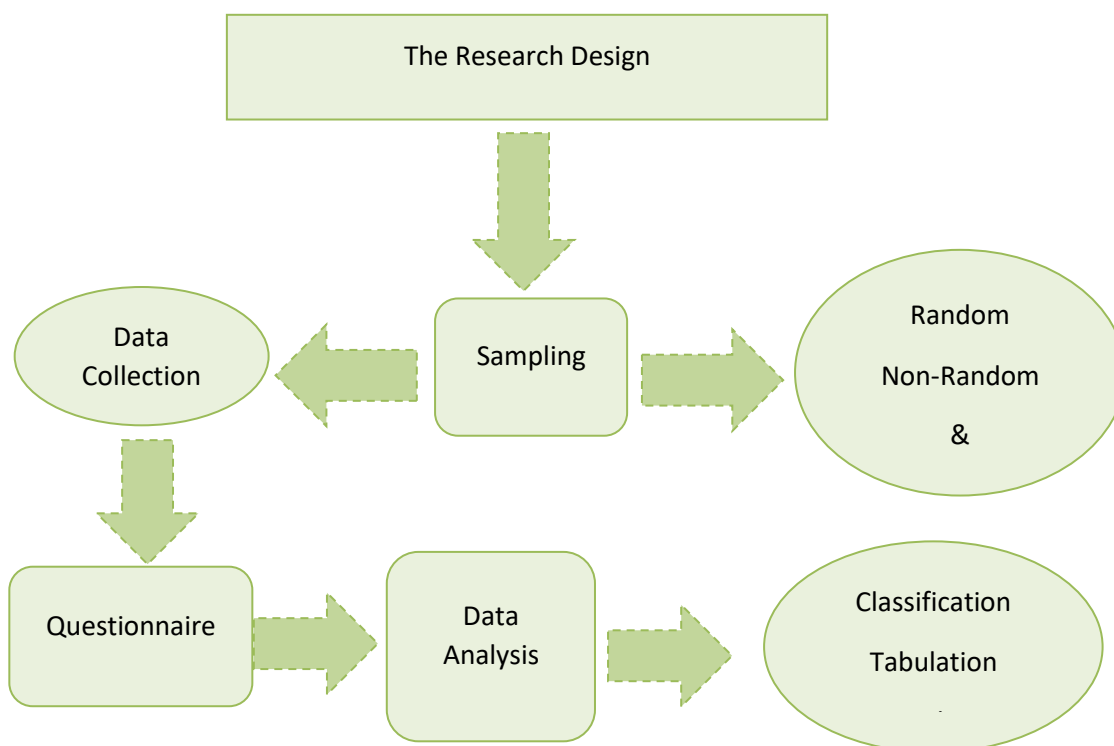 The Research Design
Sampling
Random
Non-Random
&
Data
Collection
Questionnaire
Data
Analysis
Classification
Tabulation